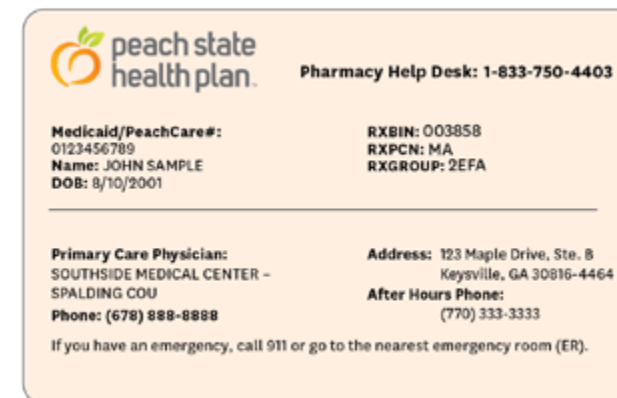 peach state
health plan™
Pharmacy Help Desk: 1-833-750-4403
Medicaid/PeachCare#:
0123456789
Name: JOHN SAMPLE
DOB: 8/10/2001
RXBIN: 003858
RXPCN: MA
RXGROUP: 2EFA
Primary Care Physician:
SOUTHSIDE MEDICAL CENTER –
SPALDING COU
Phone: (678) 888-8888
Address: 123 Maple Drive, Ste. B
Keysville, GA 30816-4464
After Hours Phone:
(770) 333-3333
If you have an emergency, call 911 or go to the nearest emergency room (ER).